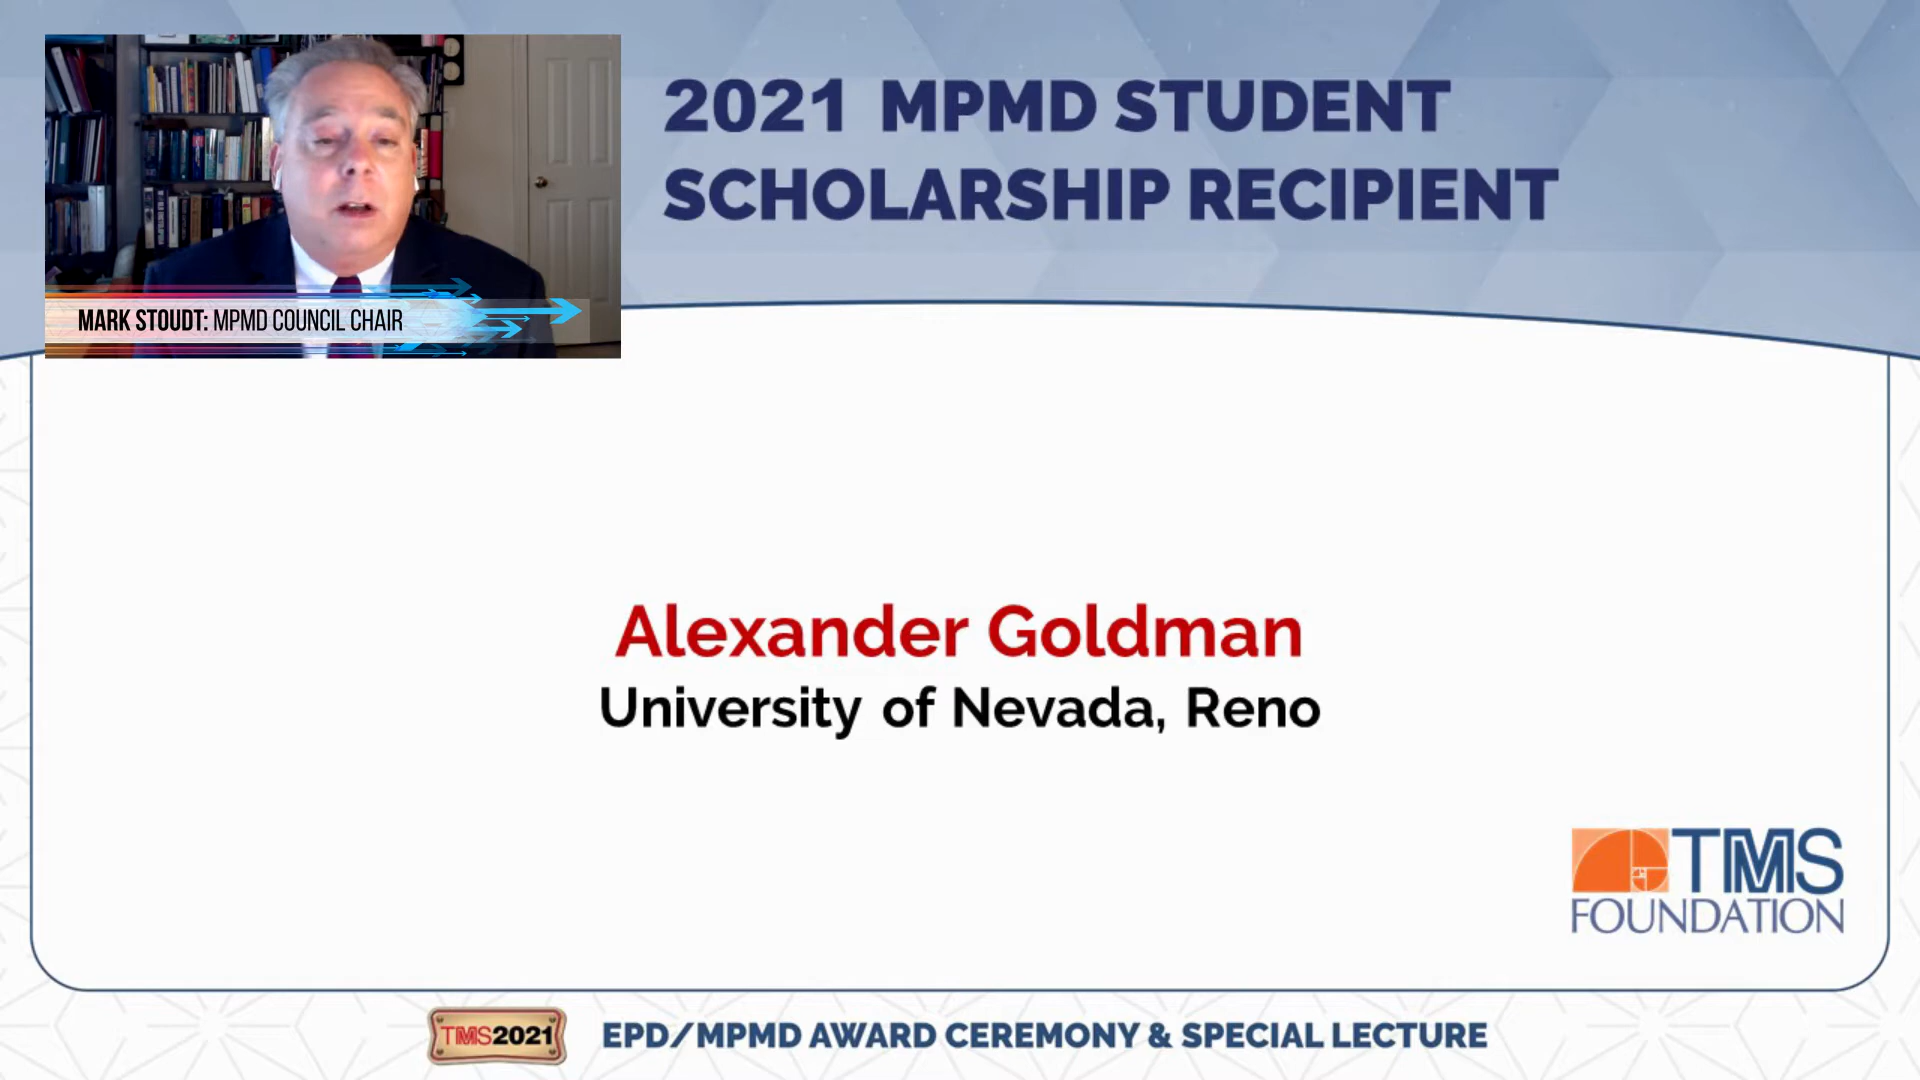 2021 MPMD STUDENT
SCHOLARSHIP RECIPIENT
MARK STOUDT: MPMD COUNCIL CHAIR
Alexander Goldman
University of Nevada, Reno
TMS
FOUNDATION
TMS2021
EPD/MPMD AWARD CEREMONY & SPECIAL LECTURE